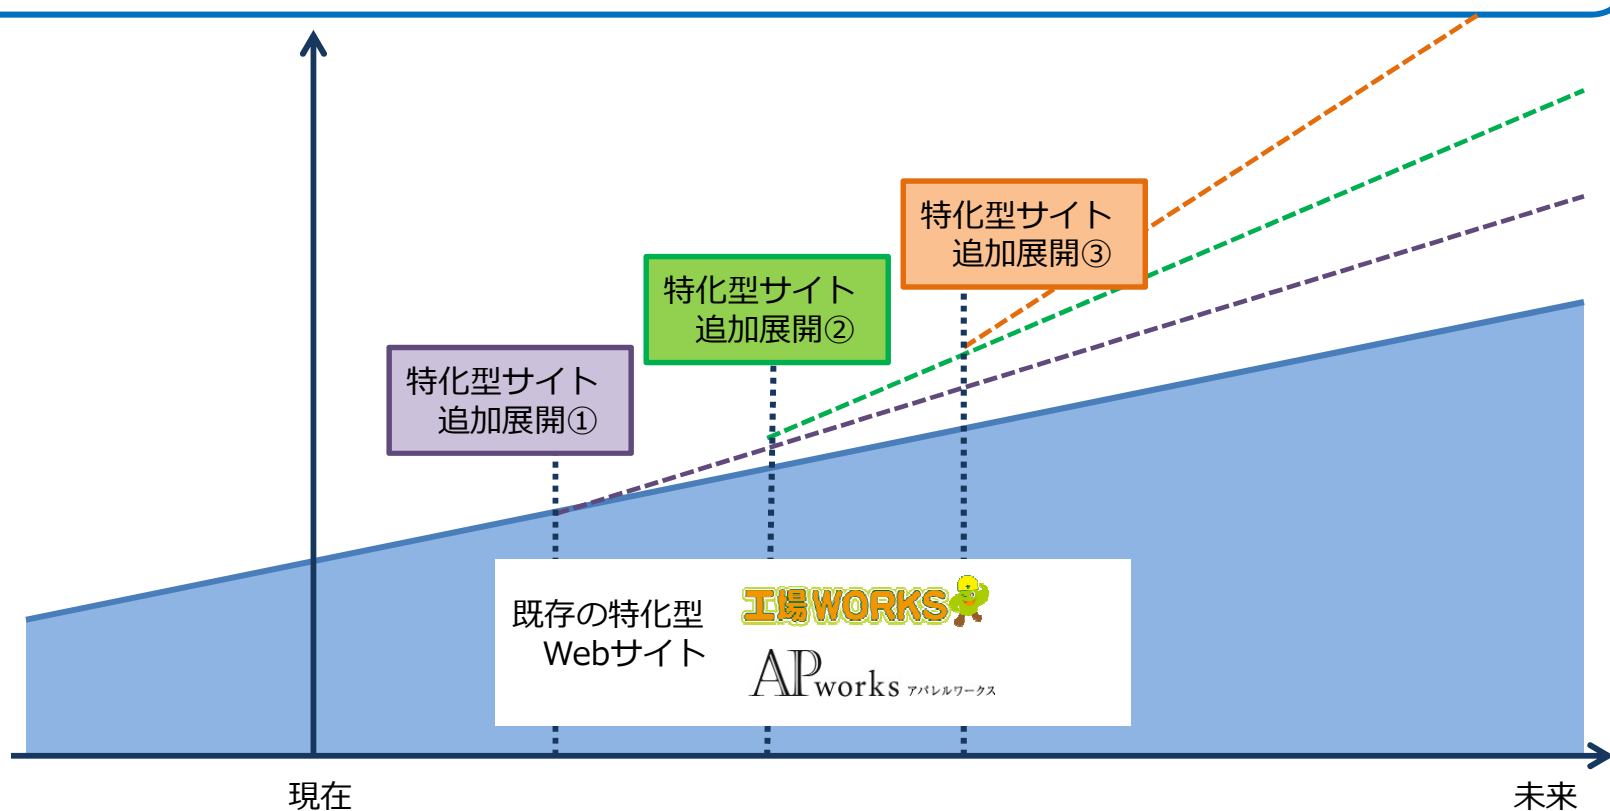 特化型サイト
追加展開③
特化型サイト
追加展開②
特化型サイト
追加展開①
既存の特化型
Webサイト
工場WORKS
APworks アパレルワークス
現在
未来